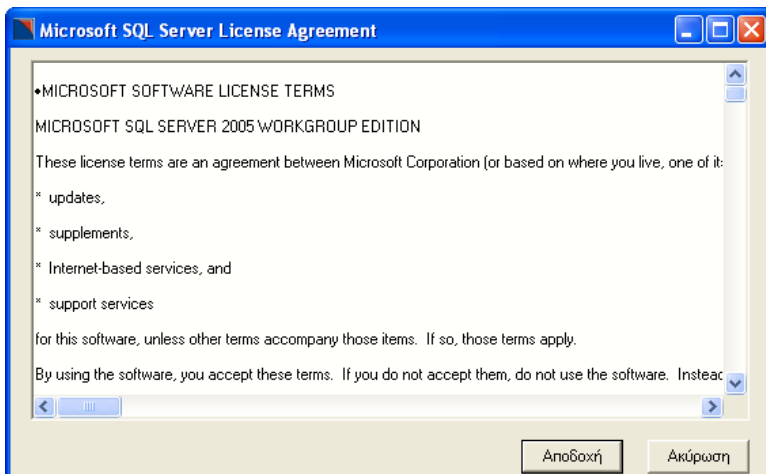 Microsoft SQL Server License Agreement
•MICROSOFT SOFTWARE LICENSE TERMS
MICROSOFT SQL SERVER 2005 WORKGROUP EDITION
These license terms are an agreement between Microsoft Corporation (or based on where you live, one of it
* updates,
* supplements,
* Internet-based services, and
* support services
for this software, unless other terms accompany those items. If so, those terms apply.
By using the software, you accept these terms. If you do not accept them, do not use the software. Instead
Αποδοχή Ακύρωση